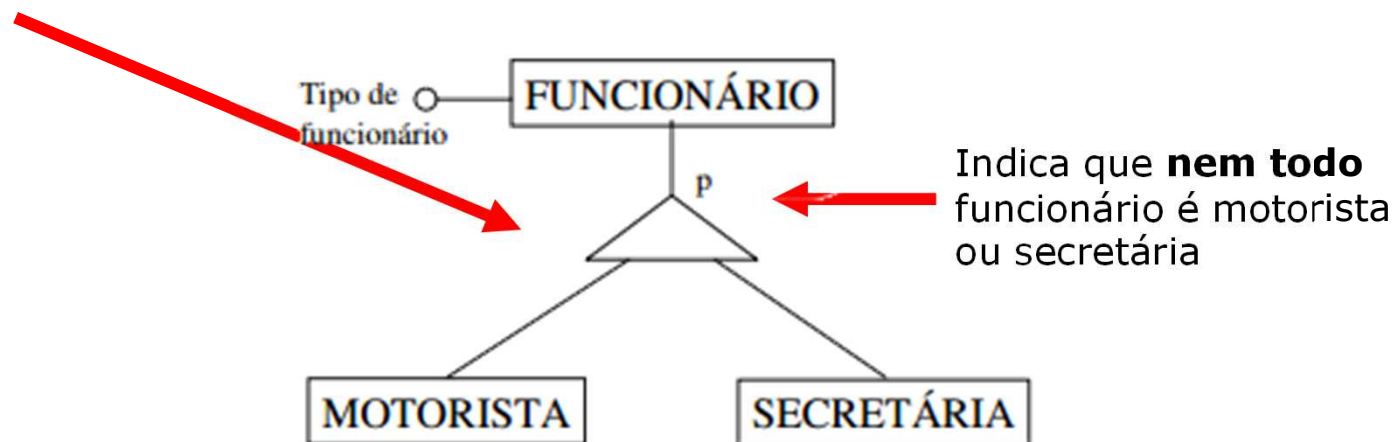 Tipo de
funcionário
FUNCIONÁRIO
p
Indica que nem todo
funcionário é motorista
ou secretária
MOTORISTA
SECRETÁRIA